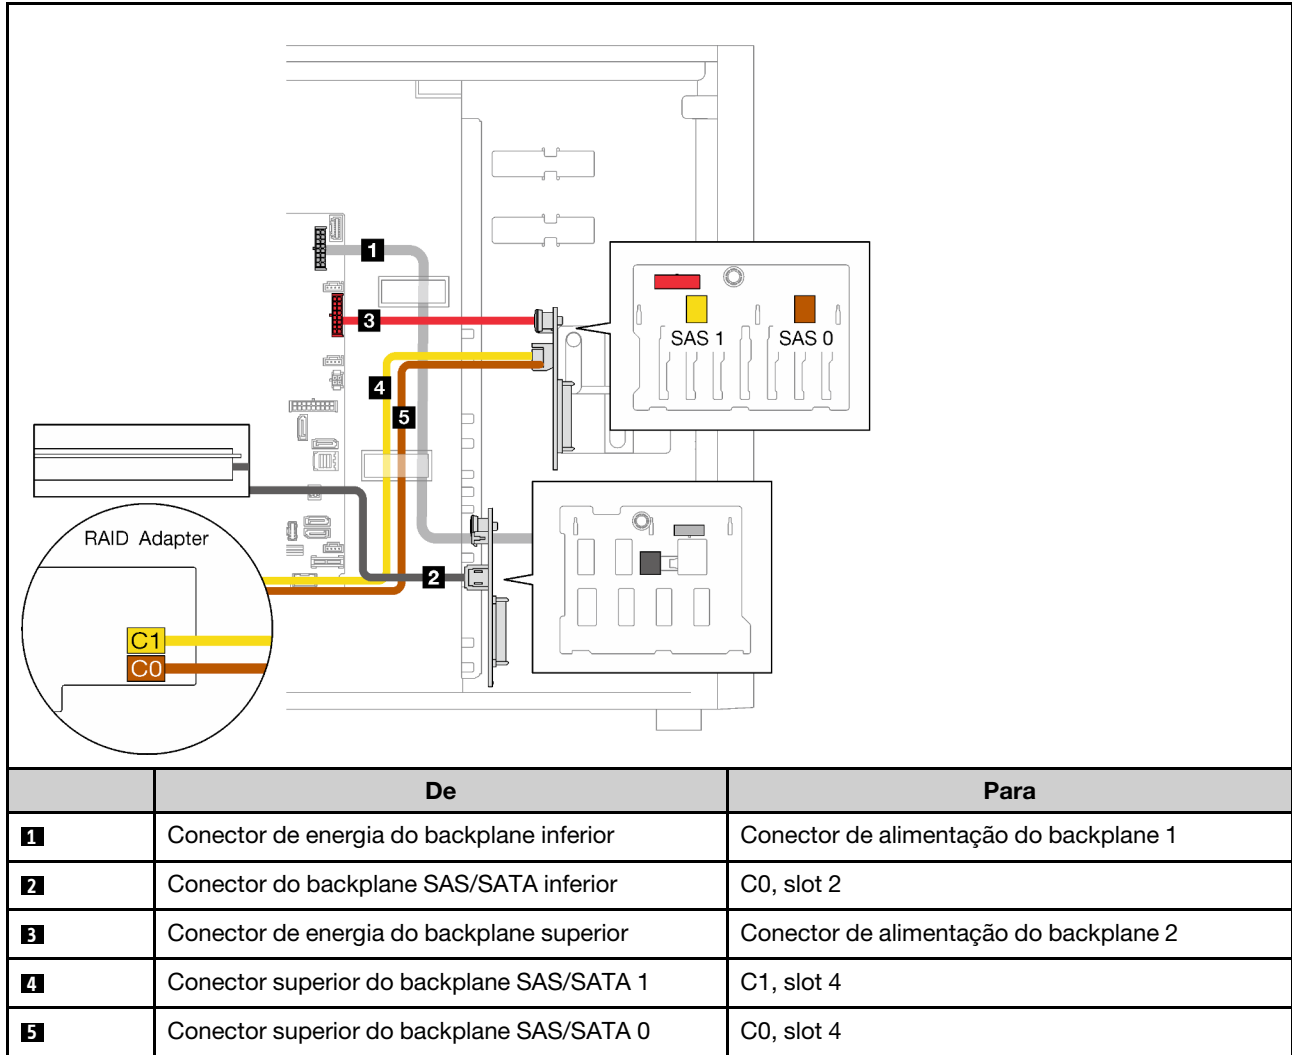 1
3
SAS 1 SAS 0
4
5
RAID Adapter
2
C1
C0
De Para
1 Conector de energia do backplane inferior Conector de alimentação do backplane 1
2 Conector do backplane SAS/SATA inferior C0, slot 2
3 Conector de energia do backplane superior Conector de alimentação do backplane 2
4 Conector superior do backplane SAS/SATA 1 C1, slot 4
5 Conector superior do backplane SAS/SATA 0 C0, slot 4